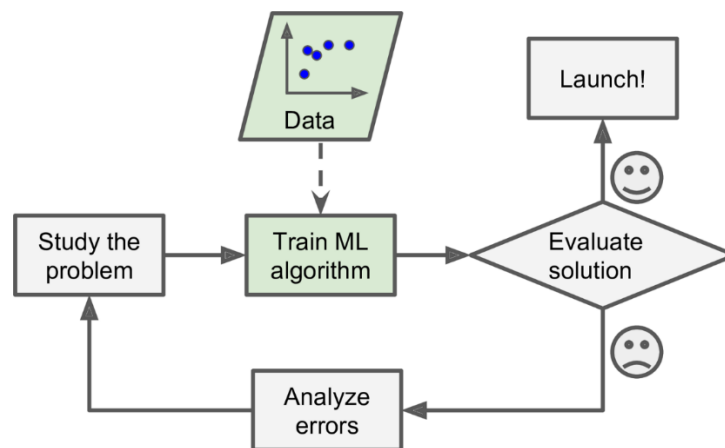 Data
Launch!
Study the
problem
Train ML
algorithm
Evaluate
solution
Analyze
errors